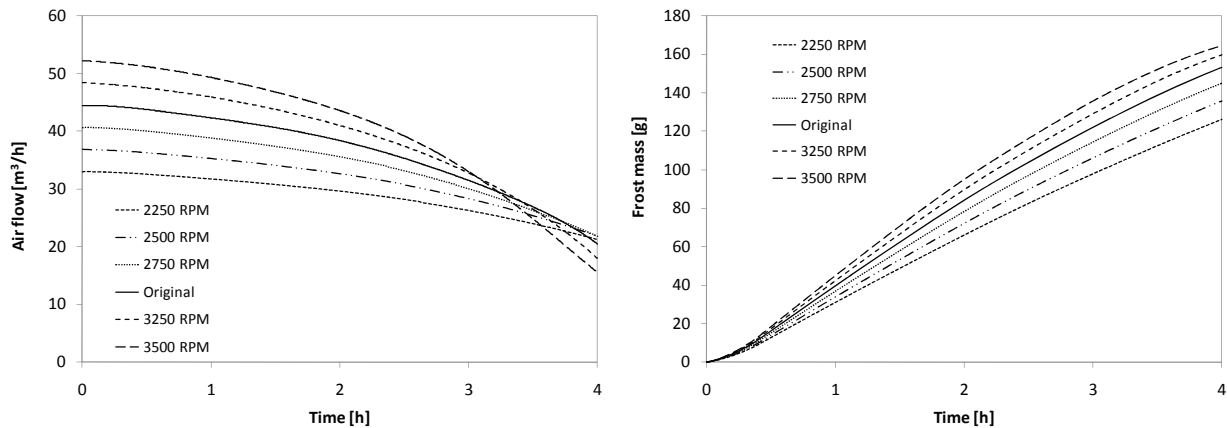 60
50
40
30
20
10
0
Air flow [m³/h]
2250 RPM
2500 RPM
2750 RPM
Original
3250 RPM
3500 RPM
0 1 2 3 4
Time [h]
180
160
140
120
100
80
60
40
20
0
Frost mass [g]
2250 RPM
2500 RPM
2750 RPM
Original
3250 RPM
3500 RPM
0 1 2 3 4
Time [h]